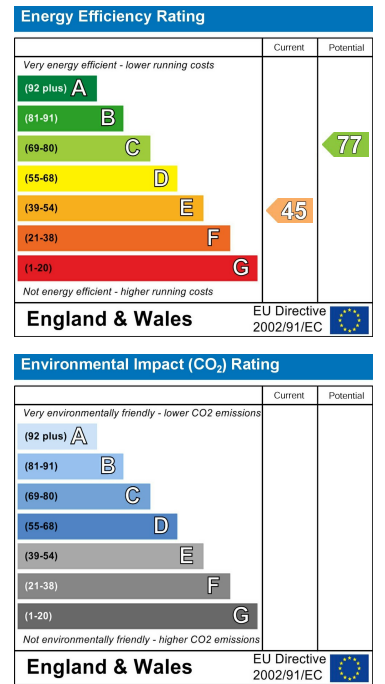 Energy Efficiency Rating
Current Potential
Very energy efficient - lower running costs
(92 plus) A
(81-91) B
(69-80) C
77
(55-68) D
(39-54) E
45
(21-38) F
(1-20) G
Not energy efficient - higher running costs
England & Wales
EU Directive
2002/91/EC
Environmental Impact (CO₂) Rating
Current Potential
Very environmentally friendly - lower CO2 emissions
(92 plus) A
(81-91) B
(69-80) C
(55-68) D
(39-54) E
(21-38) F
(1-20) G
Not environmentally friendly - higher CO2 emissions
England & Wales
EU Directive
2002/91/EC